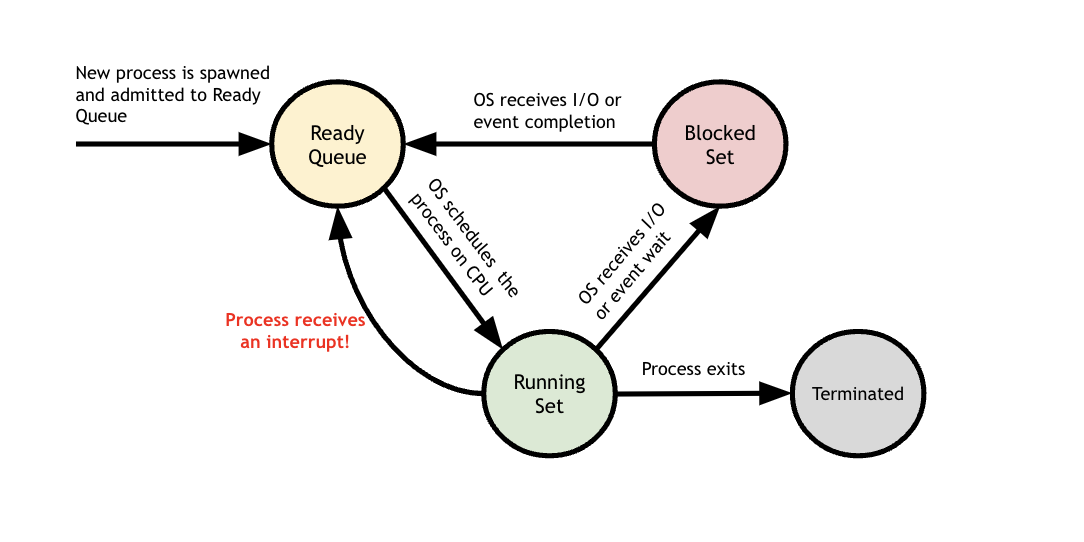 New process is spawned
and admitted to Ready
Queue
Ready
Queue
OS receives I/O or
event completion
Blocked
Set
OS schedules the
process on CPU
OS receives I/O
or event wait
Process receives
an interrupt!
Running
Set
Process exits
Terminated